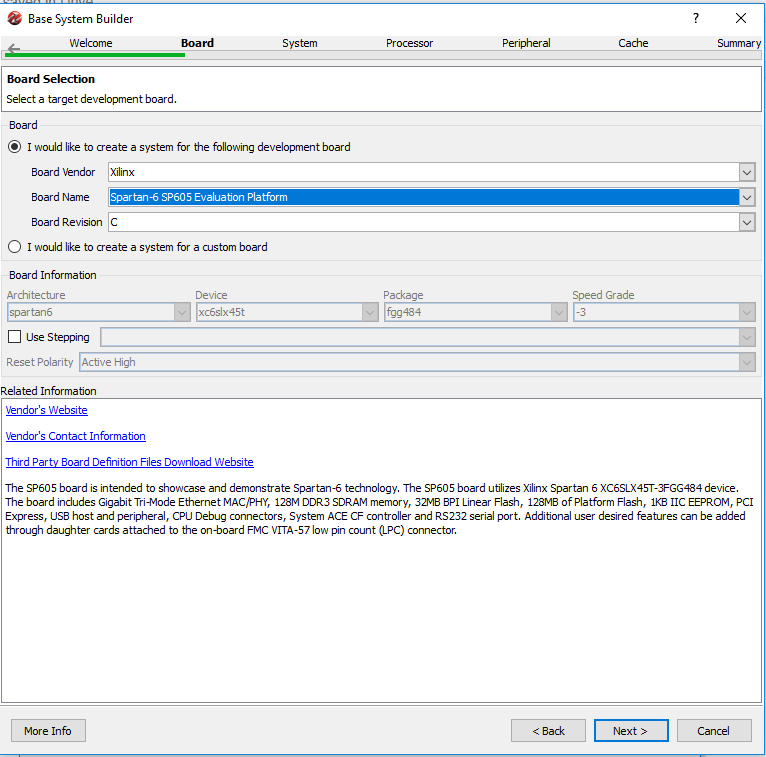 Base System Builder
?
Welcome Board System Processor Peripheral Cache Summary
Board Selection
Select a target development board.
Board
I would like to create a system for the following development board
Board Vendor Xilinx
Board Name Spartan-6 SP605 Evaluation Platform
Board Revision C
I would like to create a system for a custom board
Board Information
Architecture Device Package Speed Grade
spartan6 xc6slx45t fgg484 -3
Use Stepping
Reset Polarity Active High
Related Information
Vendor's Website
Vendor's Contact Information
Third Party Board Definition Files Download Website
The SP605 board is intended to showcase and demonstrate Spartan-6 technology. The SP605 board utilizes Xilinx Spartan 6 XC6SLX45T-3FGG484 device.
The board includes Gigabit Tri-Mode Ethernet MAC/PHY, 128M DDR3 SDRAM memory, 32MB BPI Linear Flash, 128MB of Platform Flash, 1KB IIC EEPROM, PCI
Express, USB host and peripheral, CPU Debug connectors, System ACE CF controller and RS232 serial port. Additional user desired features can be added
through daughter cards attached to the on-board FMC VITA-57 low pin count (LPC) connector.
More Info < Back Next > Cancel